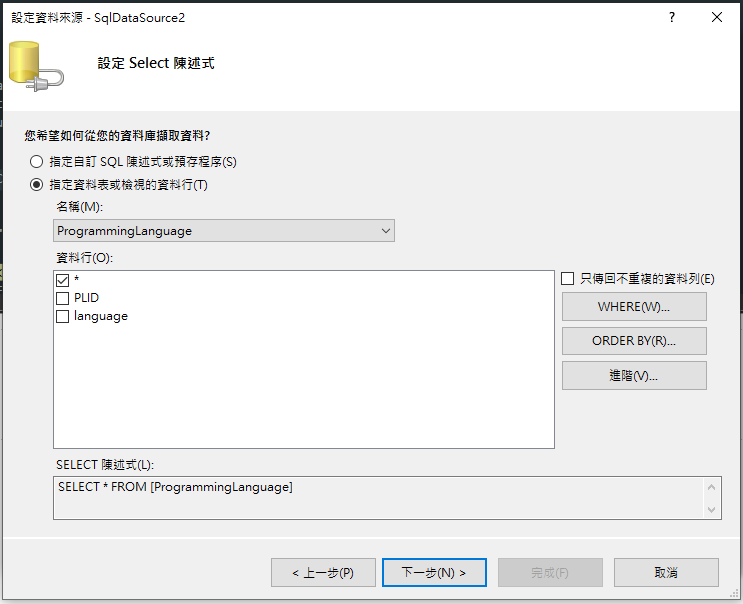 設定資料來源 - SqlDataSource2
?
設定 Select 陳述式
您希望如何從您的資料庫擷取資料?
指定自訂 SQL 陳述式或預存程序(S)
指定資料表或檢視的資料行(T)
名稱(M):
ProgrammingLanguage
資料行(O):
*
只傳回不重複的資料列(E)
PLID
language
WHERE(W)...
ORDER BY(R)...
進階(V)...
SELECT 陳述式(L):
SELECT * FROM [ProgrammingLanguage]
< 上一步(P)
下一步(N) >
完成(F)
取消